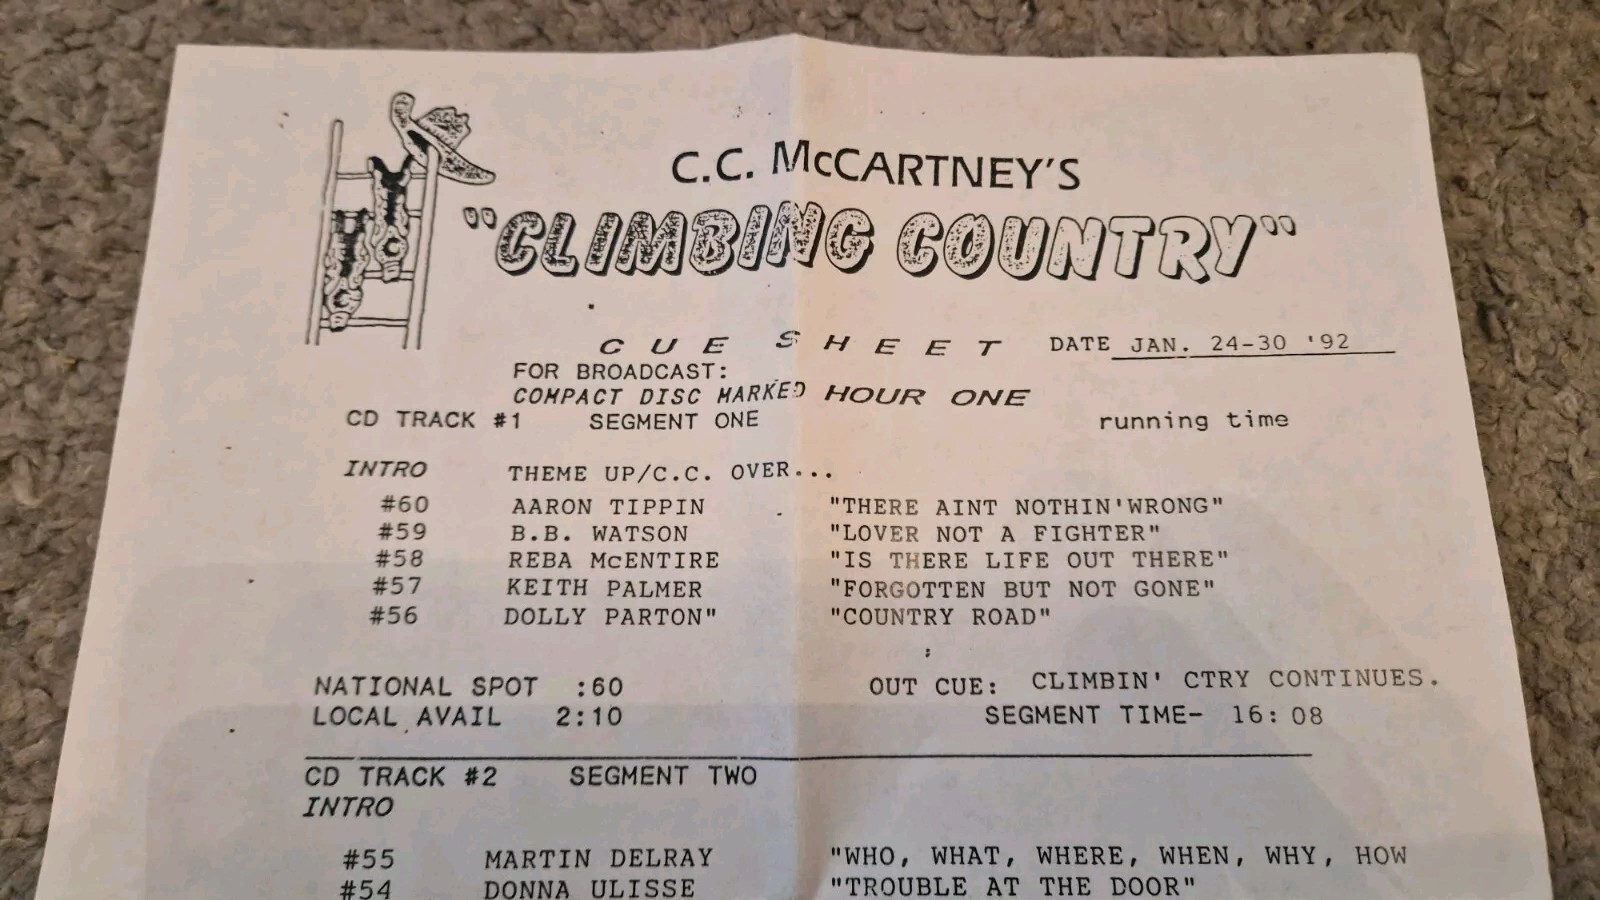 C.C. McCARTNEY'S
"CLIMBING COUNTRY"
CUE SHEET DATE JAN. 24-30 '92
FOR BROADCAST:
COMPACT DISC MARKED HOUR ONE
CD TRACK #1 SEGMENT ONE running time
INTRO THEME UP/C.C. OVER...
#60 AARON TIPPIN "THERE AINT NOTHIN'WRONG"
#59 B.B. WATSON "LOVER NOT A FIGHTER"
#58 REBA McENTIRE "IS THERE LIFE OUT THERE"
#57 KEITH PALMER "FORGOTTEN BUT NOT GONE"
#56 DOLLY PARTON" "COUNTRY ROAD"
NATIONAL SPOT :60 OUT CUE: CLIMBIN' CTRY CONTINUES.
LOCAL AVAIL 2:10 SEGMENT TIME- 16:08
CD TRACK #2 SEGMENT TWO
INTRO
#55 MARTIN DELRAY "WHO, WHAT, WHERE, WHEN, WHY, HOW
#54 DONNA ULISSE "TROUBLE AT THE DOOR"